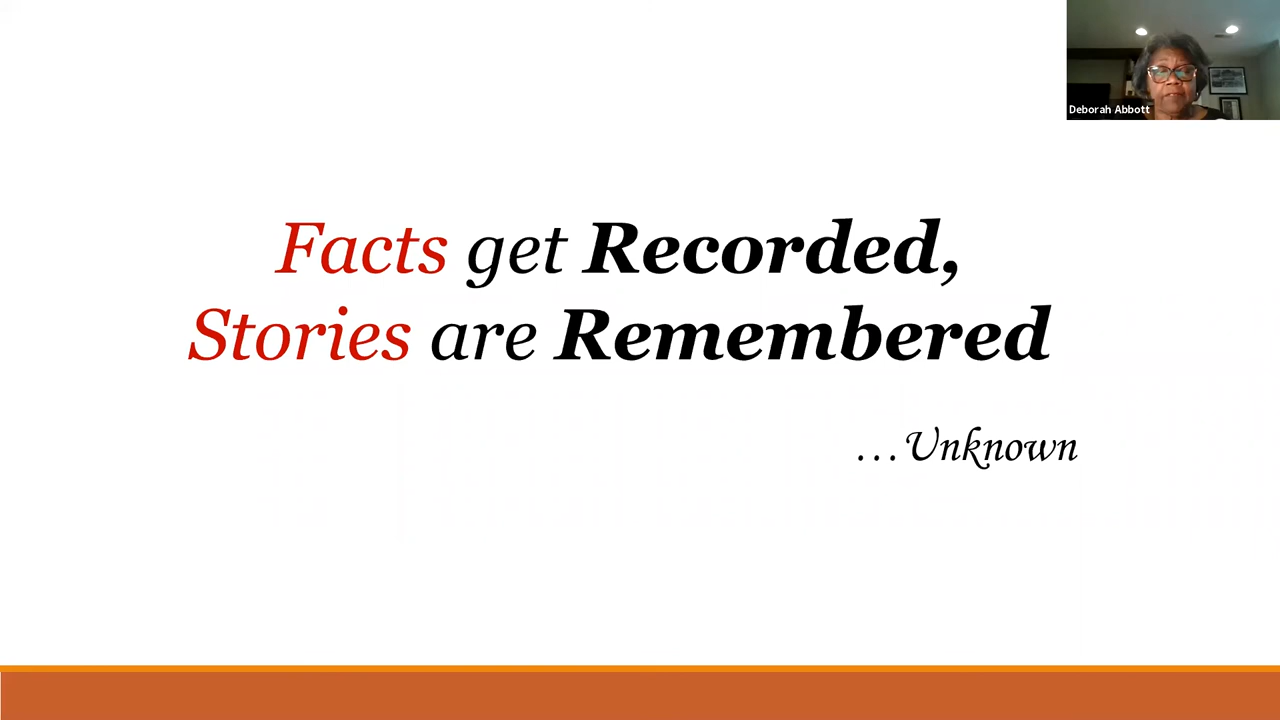 Deborah Abbott
Facts get Recorded,
Stories are Remembered
...Unknown